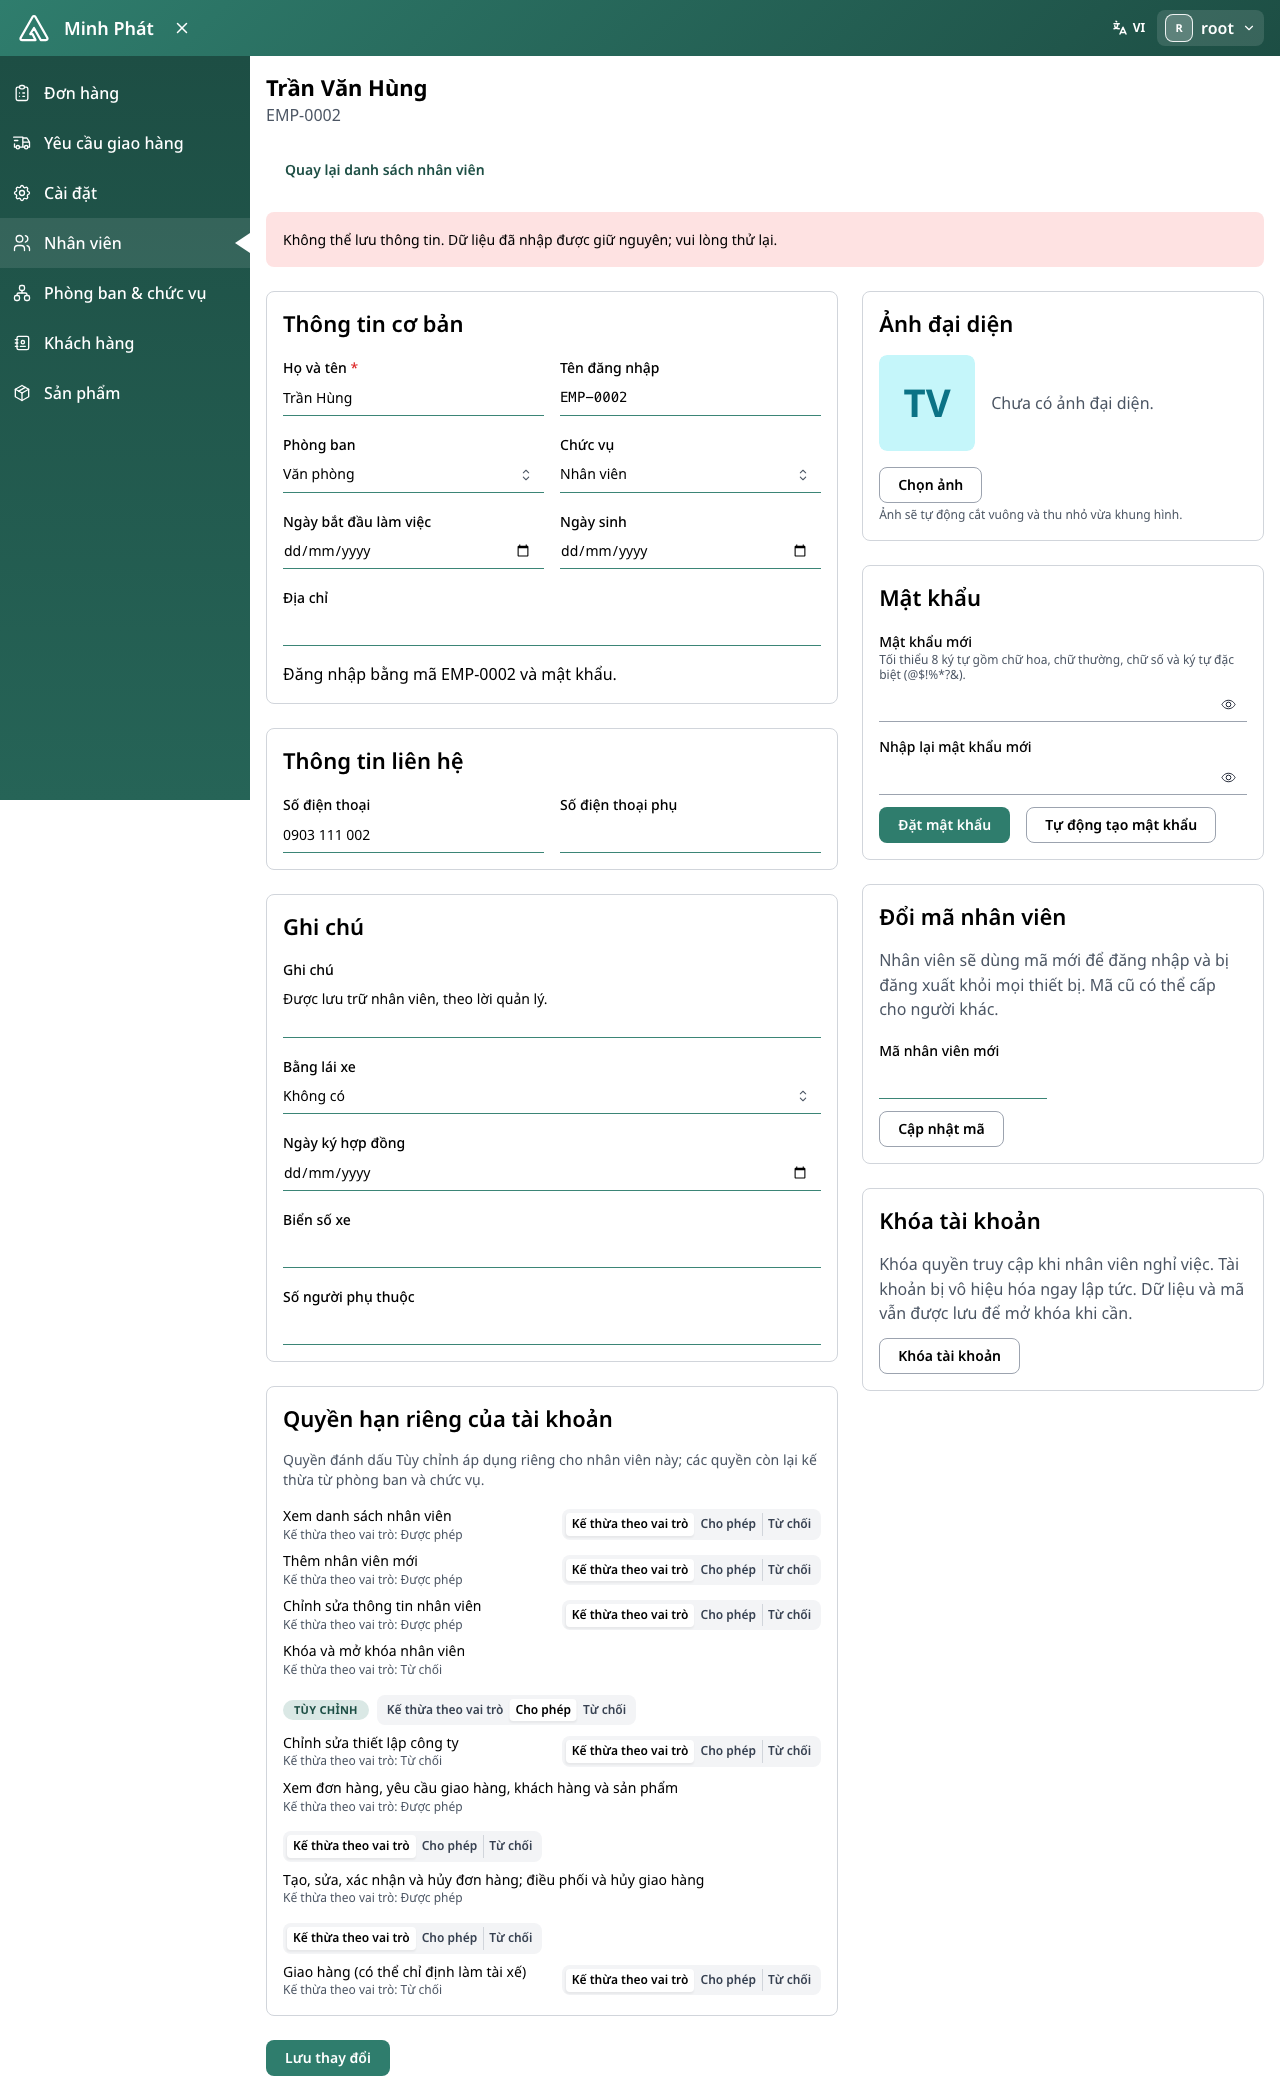 Minh Phát
VI
R
root
Đơn hàng
Yêu cầu giao hàng
Cài đặt
Nhân viên
Phòng ban & chức vụ
Khách hàng
Sản phẩm
Trần Văn Hùng
EMP-0002
Quay lại danh sách nhân viên
Không thể lưu thông tin. Dữ liệu đã nhập được giữ nguyên; vui lòng thử lại.
Thông tin cơ bản
Họ và tên *
Tên đăng nhập
Trần Hùng
EMP-0002
Phòng ban
Chức vụ
Văn phòng
Nhân viên
Ngày bắt đầu làm việc
Ngày sinh
dd/mm/yyyy
dd/mm/yyyy
Địa chỉ
Đăng nhập bằng mã EMP-0002 và mật khẩu.
Thông tin liên hệ
Số điện thoại
Số điện thoại phụ
0903 111 002
Ghi chú
Ghi chú
Được lưu trữ nhân viên, theo lời quản lý.
Bằng lái xe
Không có
Ngày ký hợp đồng
dd/mm/yyyy
Biển số xe
Số người phụ thuộc
Quyền hạn riêng của tài khoản
Quyền đánh dấu Tùy chỉnh áp dụng riêng cho nhân viên này; các quyền còn lại kế
thừa từ phòng ban và chức vụ.
Xem danh sách nhân viên
Kế thừa theo vai trò: Được phép
Kế thừa theo vai trò Cho phép Từ chối
Thêm nhân viên mới
Kế thừa theo vai trò: Được phép
Kế thừa theo vai trò Cho phép Từ chối
Chỉnh sửa thông tin nhân viên
Kế thừa theo vai trò: Được phép
Kế thừa theo vai trò Cho phép Từ chối
Khóa và mở khóa nhân viên
Kế thừa theo vai trò: Từ chối
TÙY CHỈNH Kế thừa theo vai trò Cho phép Từ chối
Chỉnh sửa thiết lập công ty
Kế thừa theo vai trò: Từ chối
Kế thừa theo vai trò Cho phép Từ chối
Xem đơn hàng, yêu cầu giao hàng, khách hàng và sản phẩm
Kế thừa theo vai trò: Được phép
Kế thừa theo vai trò Cho phép Từ chối
Tạo, sửa, xác nhận và hủy đơn hàng; điều phối và hủy giao hàng
Kế thừa theo vai trò: Được phép
Kế thừa theo vai trò Cho phép Từ chối
Giao hàng (có thể chỉ định làm tài xế)
Kế thừa theo vai trò: Từ chối
Kế thừa theo vai trò Cho phép Từ chối
Lưu thay đổi
Ảnh đại diện
TV
Chưa có ảnh đại diện.
Chọn ảnh
Ảnh sẽ tự động cắt vuông và thu nhỏ vừa khung hình.
Mật khẩu
Mật khẩu mới
Tối thiểu 8 ký tự gồm chữ hoa, chữ thường, chữ số và ký tự đặc
biệt (@$!%*?&).
Nhập lại mật khẩu mới
Đặt mật khẩu
Tự động tạo mật khẩu
Đổi mã nhân viên
Nhân viên sẽ dùng mã mới để đăng nhập và bị
đăng xuất khỏi mọi thiết bị. Mã cũ có thể cấp
cho người khác.
Mã nhân viên mới
Cập nhật mã
Khóa tài khoản
Khóa quyền truy cập khi nhân viên nghỉ việc. Tài
khoản bị vô hiệu hóa ngay lập tức. Dữ liệu và mã
vẫn được lưu để mở khóa khi cần.
Khóa tài khoản